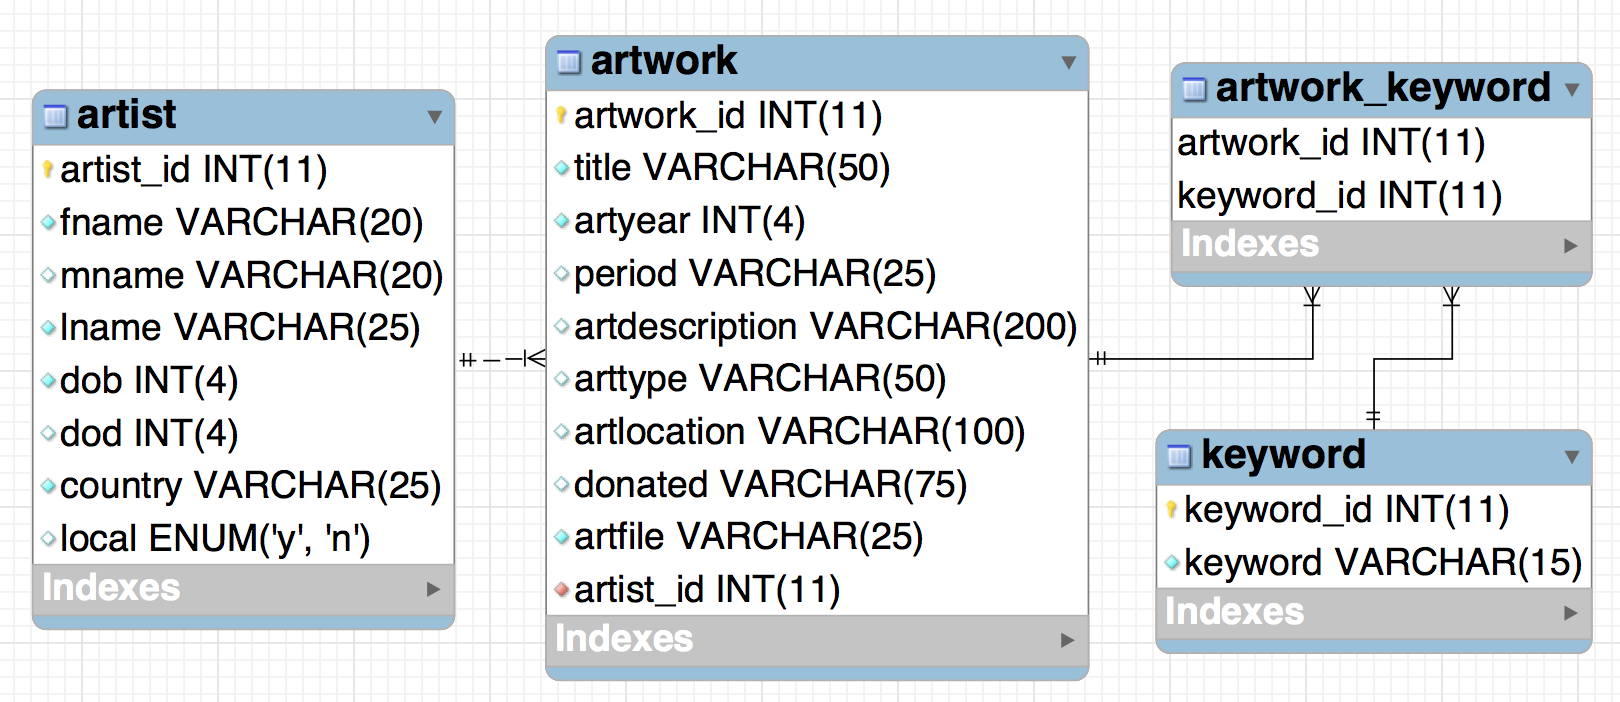 artist
artist_id INT(11)
fname VARCHAR(20)
mname VARCHAR(20)
lname VARCHAR(25)
dob INT(4)
dod INT(4)
country VARCHAR(25)
local ENUM('y', 'n')
Indexes
artwork
artwork_id INT(11)
title VARCHAR(50)
artyear INT(4)
period VARCHAR(25)
artdescription VARCHAR(200)
arttype VARCHAR(50)
artlocation VARCHAR(100)
donated VARCHAR(75)
artfile VARCHAR(25)
artist_id INT(11)
Indexes
artwork_keyword
artwork_id INT(11)
keyword_id INT(11)
Indexes
keyword
keyword_id INT(11)
keyword VARCHAR(15)
Indexes